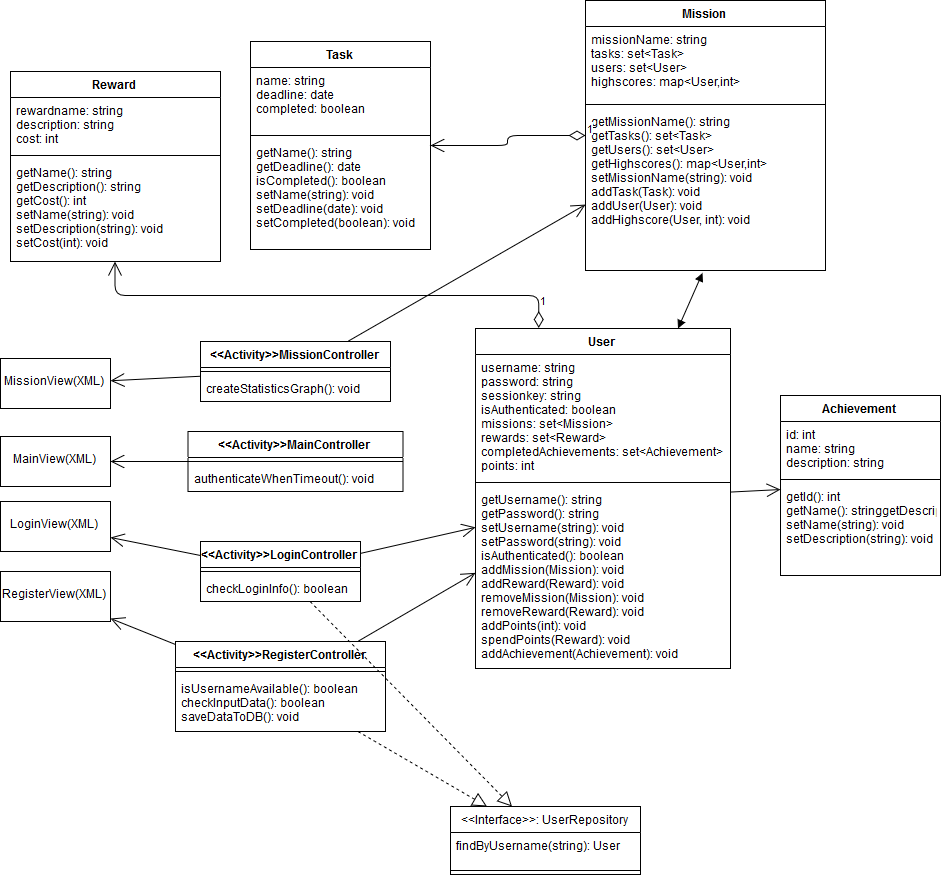 Mission
missionName: string
tasks: set<Task>
users: set<User>
highscores: map<User,int>
getMissionName(): string
getTasks(): set<Task>
getUsers(): set<User>
getHighscores(): map<User,int>
setMissionName(string): void
addTask(Task): void
addUser(User): void
addHighscore(User, int): void
1
Task
name: string
deadline: date
completed: boolean
getName(): string
getDeadline(): date
isCompleted(): boolean
setName(string): void
setDeadline(date): void
setCompleted(boolean): void
Reward
rewardname: string
description: string
cost: int
getName(): string
getDescription(): string
getCost(): int
setName(string): void
setDescription(string): void
setCost(int): void
1
User
username: string
password: string
sessionkey: string
isAuthenticated: boolean
missions: set<Mission>
rewards: set<Reward>
completedAchievements: set<Achievement>
points: int
getUsername(): string
getPassword(): string
setUsername(string): void
setPassword(string): void
isAuthenticated(): boolean
addMission(Mission): void
addReward(Reward): void
removeMission(Mission): void
removeReward(Reward): void
addPoints(int): void
spendPoints(Reward): void
addAchievement(Achievement): void
Achievement
id: int
name: string
description: string
getId(): int
getName(): stringgetDescri
setName(string): void
setDescription(string): void
<<Activity>>MissionController
createStatisticsGraph(): void
MissionView(XML)
<<Activity>>MainController
authenticateWhenTimeout(): void
MainView(XML)
LoginView(XML)
<<Activity>>LoginController
checkLoginInfo(): boolean
RegisterView(XML)
<<Activity>>RegisterController
isUsernameAvailable(): boolean
checkInputData(): boolean
saveDataToDB(): void
<<Interface>>: UserRepository
findByUsername(string): User